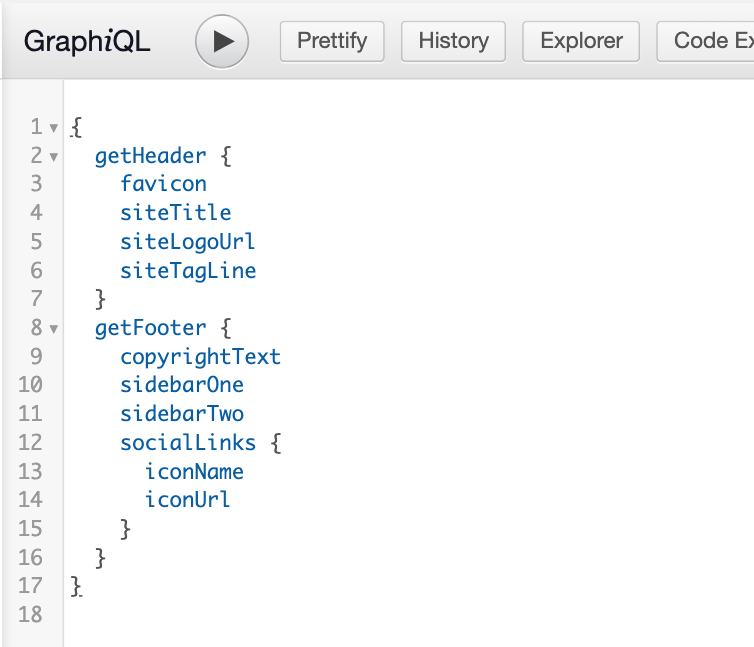 GraphiQL Prettify History Explorer Code Ex
1 {
2   getHeader {
3     favicon
4     siteTitle
5     siteLogoUrl
6     siteTagLine
7   }
8   getFooter {
9     copyrightText
10     sidebarOne
11     sidebarTwo
12     socialLinks {
13       iconName
14       iconUrl
15     }
16   }
17 }
18